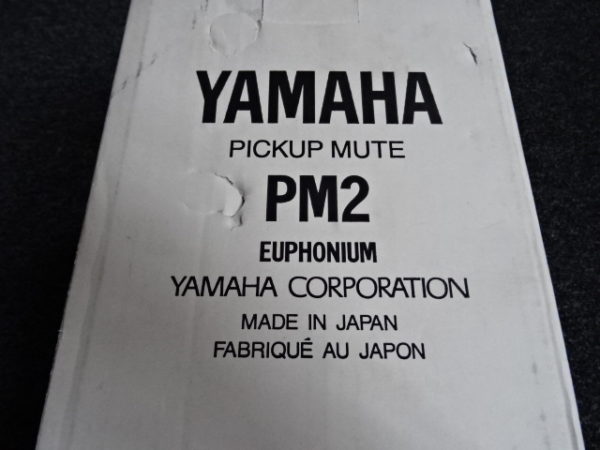 YAMAHA
PICKUP MUTE
PM2
EUPHONIUM
YAMAHA CORPORATION
MADE IN JAPAN
FABRIQUÉ AU JAPON